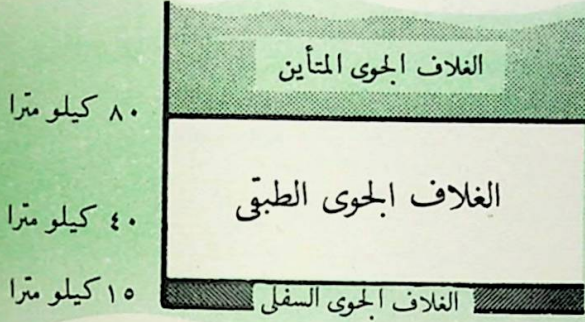 الغلاف الجوى المتأين
٨٠ كيلو مترا
الغلاف الجوى الطبقى
٤٠ كيلو مترا
١٥ كيلو مترا
الغلاف الجوى السفلى